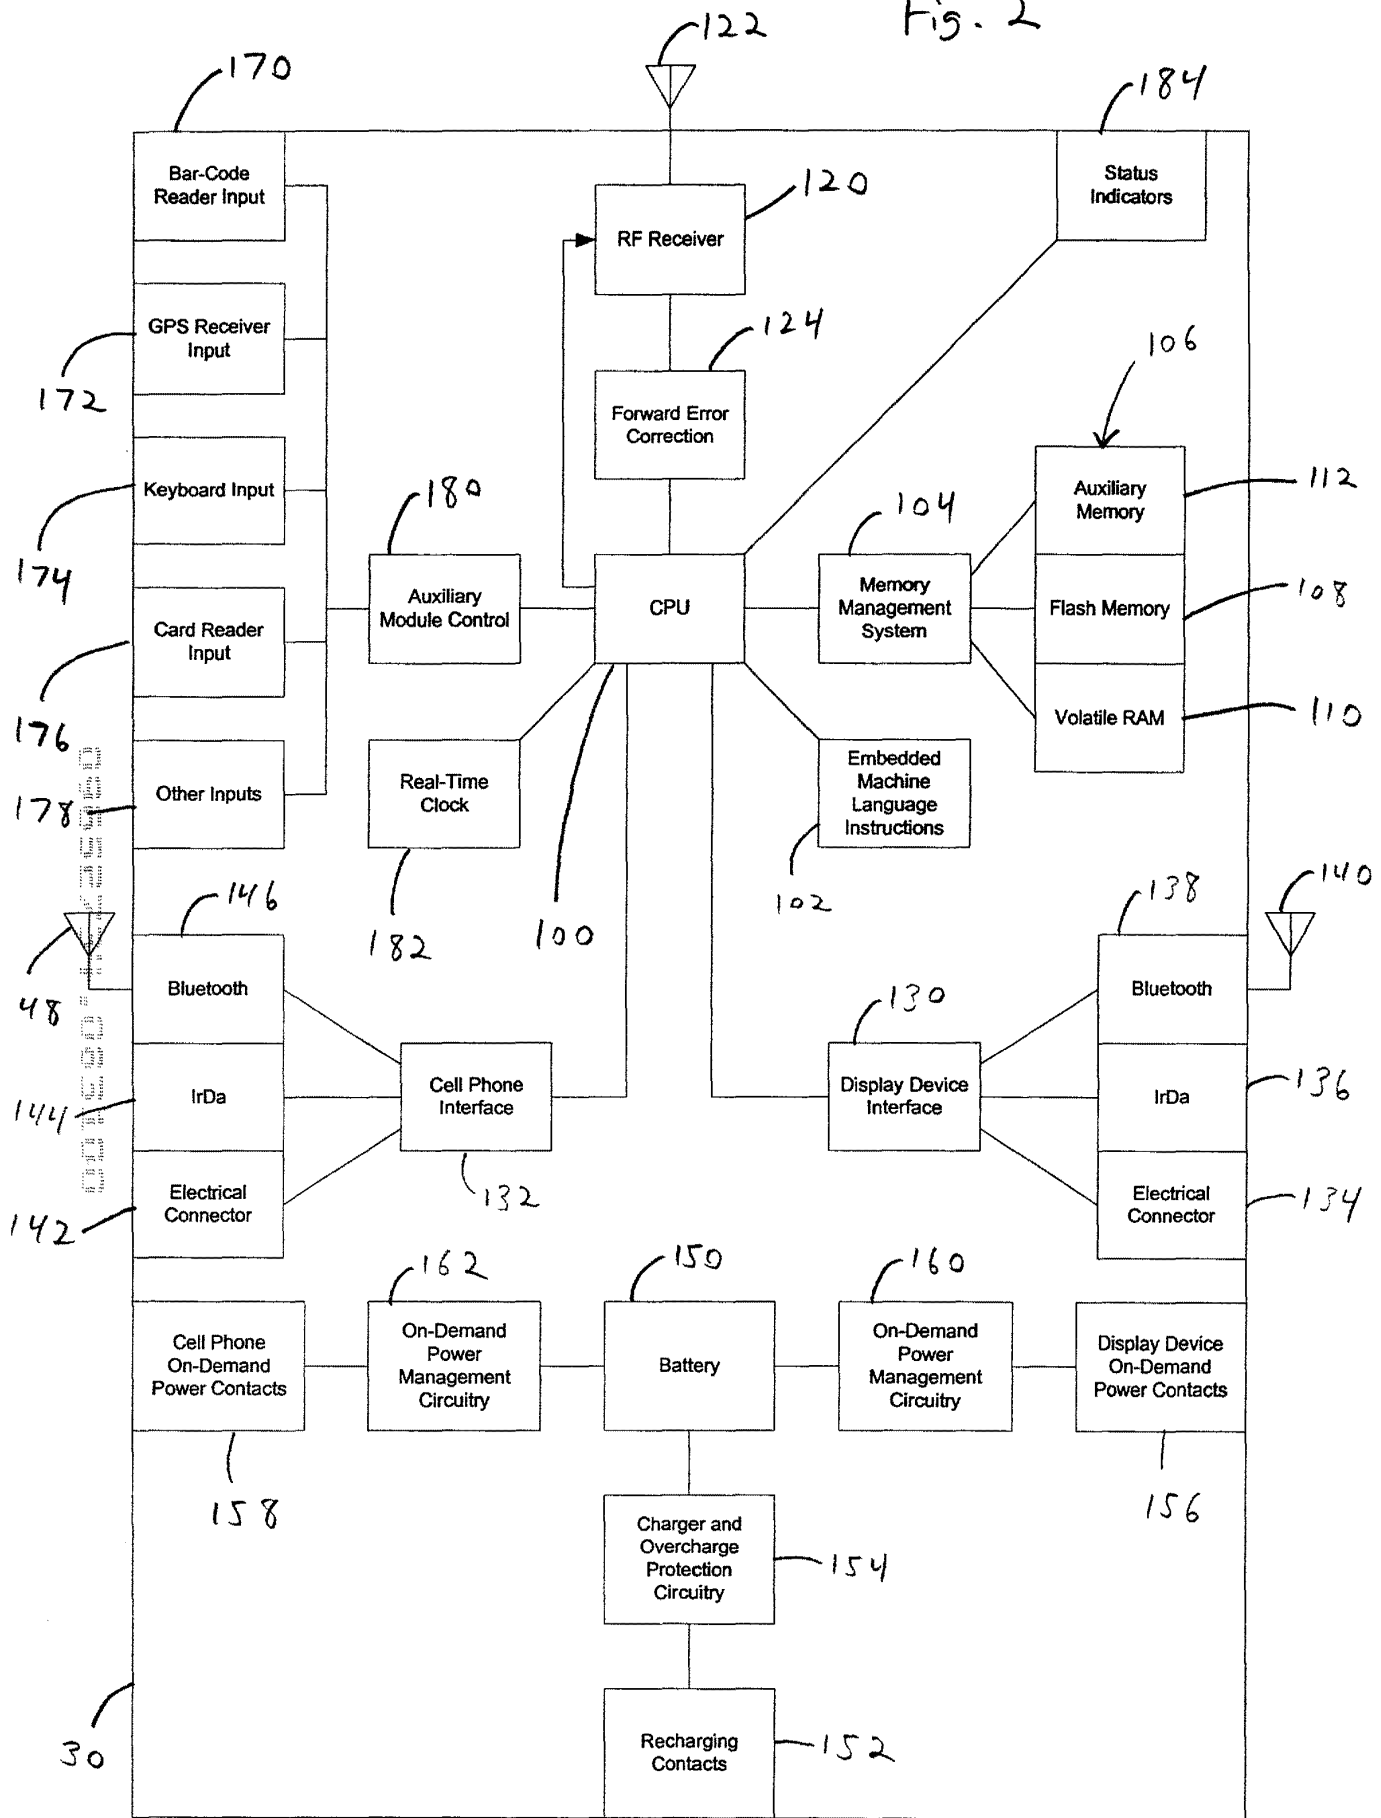 Fig. 2
122
170
184
Bar-Code
Reader Input
Status
Indicators
120
RF Receiver
GPS Receiver
Input
124
172
106
Forward Error
Correction
Keyboard Input
180
104
Auxiliary
Memory
112
174
Auxiliary
Module Control
CPU
Memory
Management
System
Flash Memory
108
Card Reader
Input
176
Volatile RAM
110
Other Inputs
178
Real-Time
Clock
Embedded
Machine
Language
Instructions
182
100
102
146
138
140
48
Bluetooth
130
Bluetooth
144
IrDa
Cell Phone
Interface
Display Device
Interface
IrDa
136
132
142
Electrical
Connector
Electrical
Connector
134
162
150
160
Cell Phone
On-Demand
Power Contacts
On-Demand
Power
Management
Circuitry
Battery
On-Demand
Power
Management
Circuitry
Display Device
On-Demand
Power Contacts
158
156
Charger and
Overcharge
Protection
Circuitry
154
30
Recharging
Contacts
152